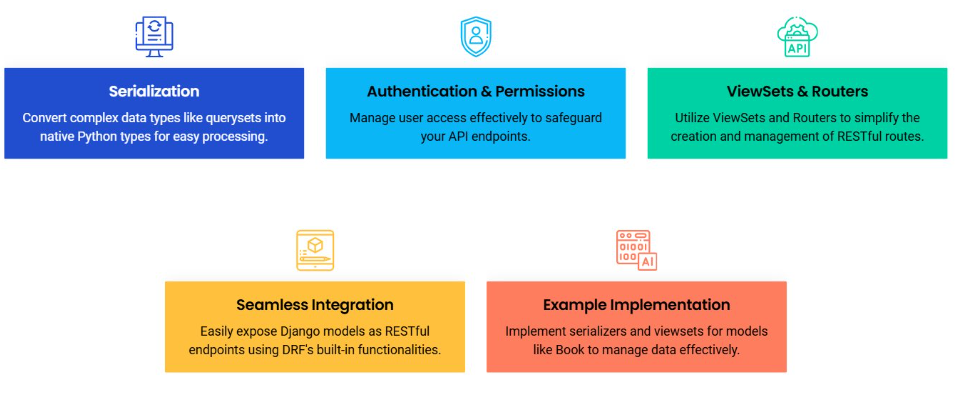 API
Serialization
Convert complex data types like querysets into
native Python types for easy processing.
Authentication & Permissions
Manage user access effectively to safeguard
your API endpoints.
ViewSets & Routers
Utilize ViewSets and Routers to simplify the
creation and management of RESTful routes.
01001
100
AI
Seamless Integration
Easily expose Django models as RESTful
endpoints using DRF's built-in functionalities.
Example Implementation
Implement serializers and viewsets for models
like Book to manage data effectively.